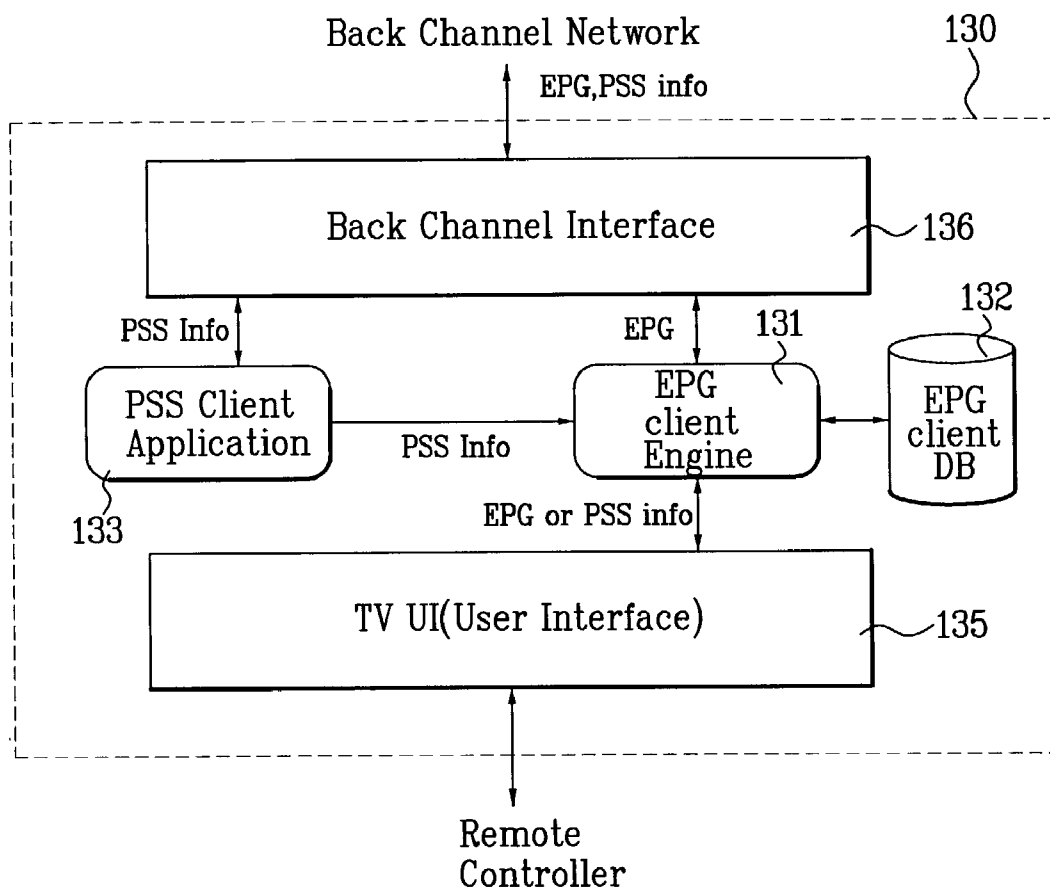 Back Channel Network
130
EPG,PSS info
Back Channel Interface
136
PSS Info
EPG
131
132
PSS Client
Application
EPG
client
Engine
EPG
client
DB
PSS Info
133
EPG or PSS info
TV UI(User Interface)
135
Remote
Controller